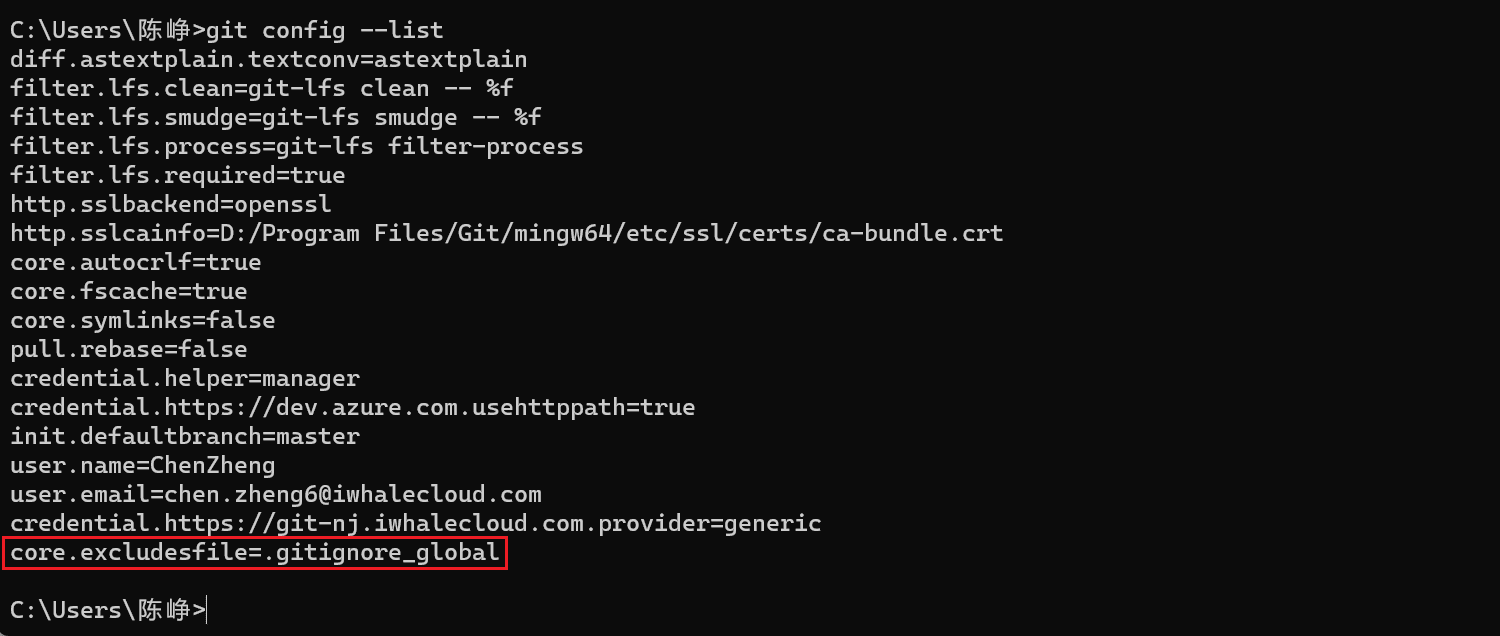 C:\Users\陈峥>git config --list
diff.astextplain.textconv=astextplain
filter.lfs.clean=git-lfs clean -- %f
filter.lfs.smudge=git-lfs smudge -- %f
filter.lfs.process=git-lfs filter-process
filter.lfs.required=true
http.sslbackend=openssl
http.sslcainfo=D:/Program Files/Git/mingw64/etc/ssl/certs/ca-bundle.crt
core.autocrlf=true
core.fscache=true
core.symlinks=false
pull.rebase=false
credential.helper=manager
credential.https://dev.azure.com.usehttppath=true
init.defaultbranch=master
user.name=ChenZheng
user.email=chen.zheng6@iwhalecloud.com
credential.https://git-nj.iwhalecloud.com.provider=generic
core.excludesfile=.gitignore_global
C:\Users\陈峥>